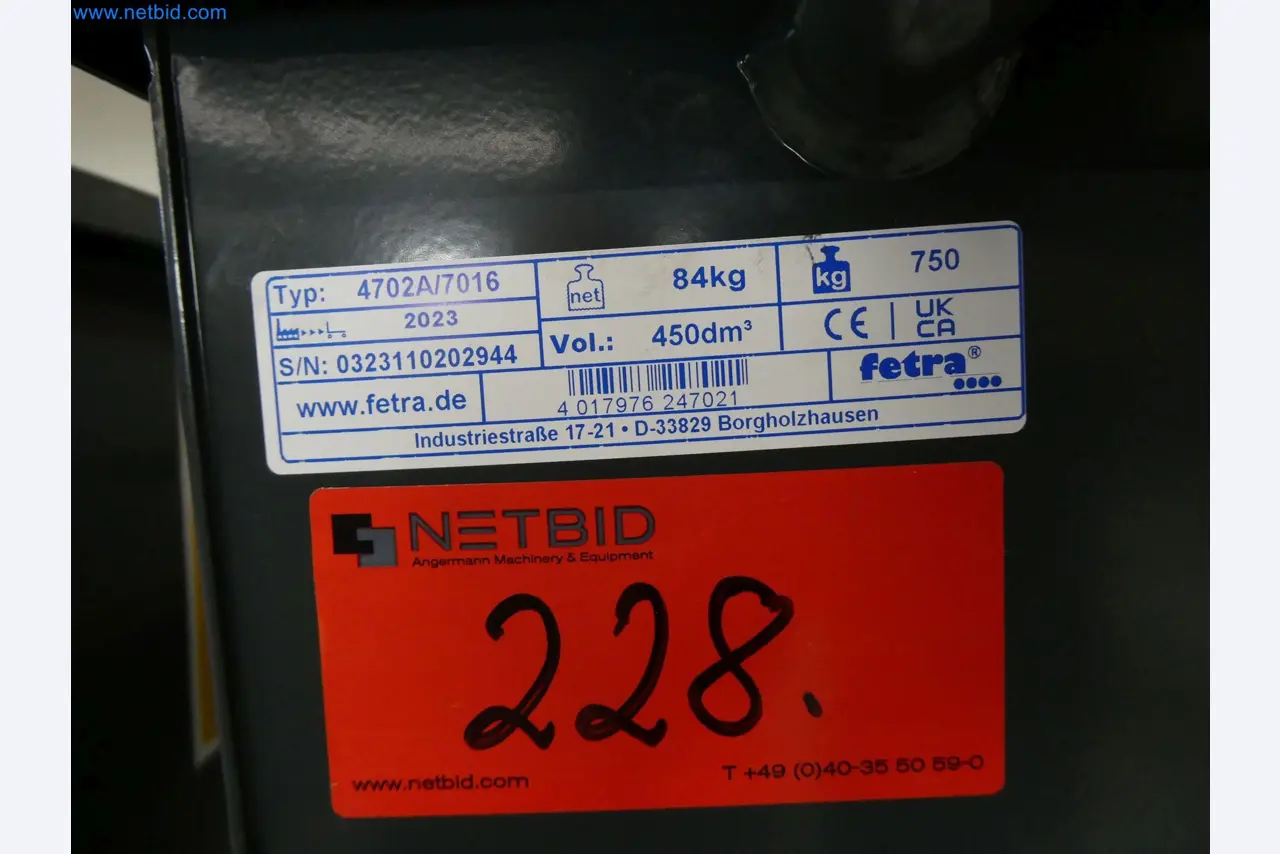 www.netbid.com
Typ: 4702A/7016
2023
S/N: 0323110202944
www.fetra.de
net 84kg
Vol.: 450dm³
4 017976 247021
kg 750
CE | UK
CA
fetra®
Industriestraße 17-21 • D-33829 Borgholzhausen
NETBID
Angermann Machinery & Equipment
228.
www.netbid.com
T +49 (0)40-35 50 59-0